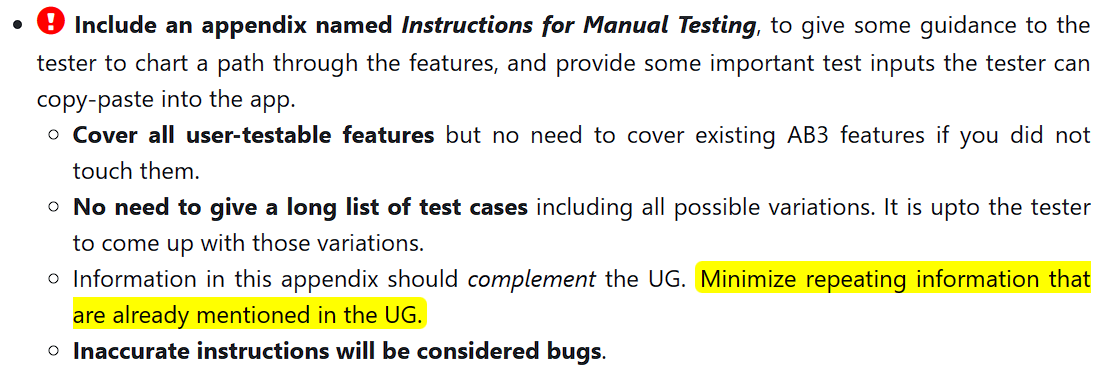 Include an appendix named Instructions for Manual Testing, to give some guidance to the
tester to chart a path through the features, and provide some important test inputs the tester can
copy-paste into the app.
Cover all user-testable features but no need to cover existing AB3 features if you did not
touch them.
No need to give a long list of test cases including all possible variations. It is upto the tester
to come up with those variations.
Information in this appendix should complement the UG. Minimize repeating information that
are already mentioned in the UG.
Inaccurate instructions will be considered bugs.